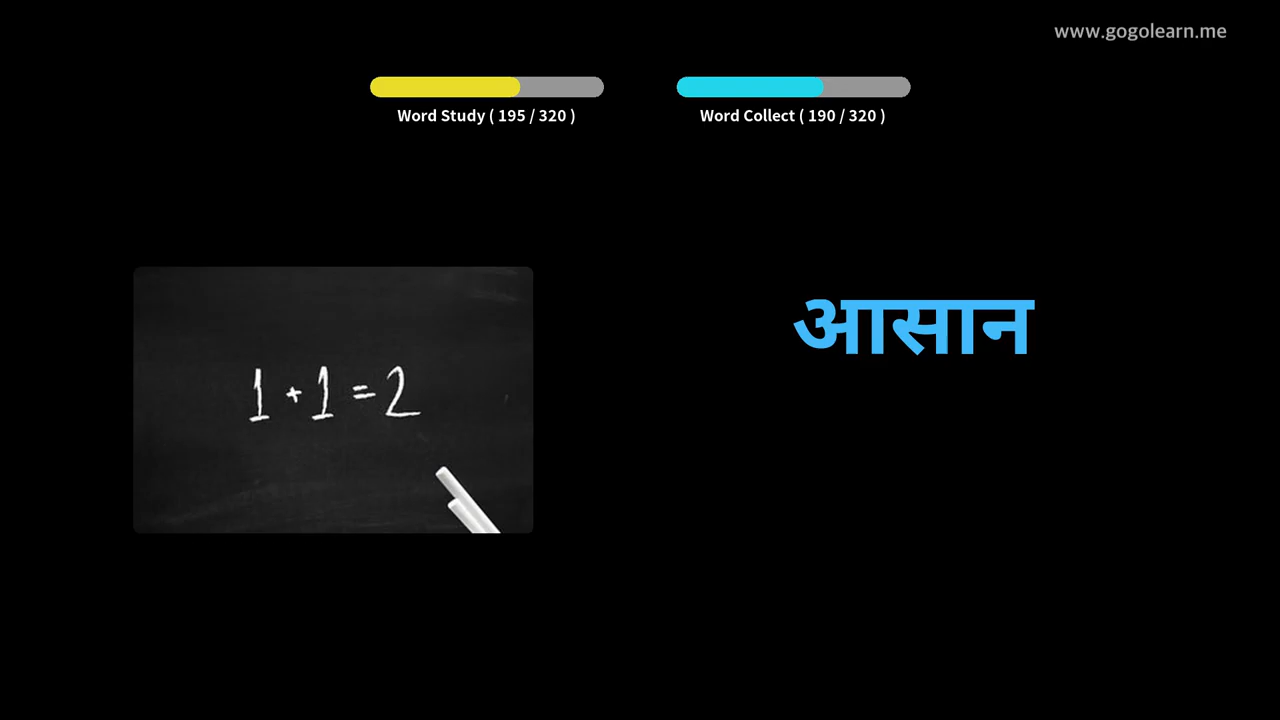 www.gogolearn.me
Word Study ( 195 / 320 )
Word Collect ( 190 / 320 )
1 + 1 = 2
आसान